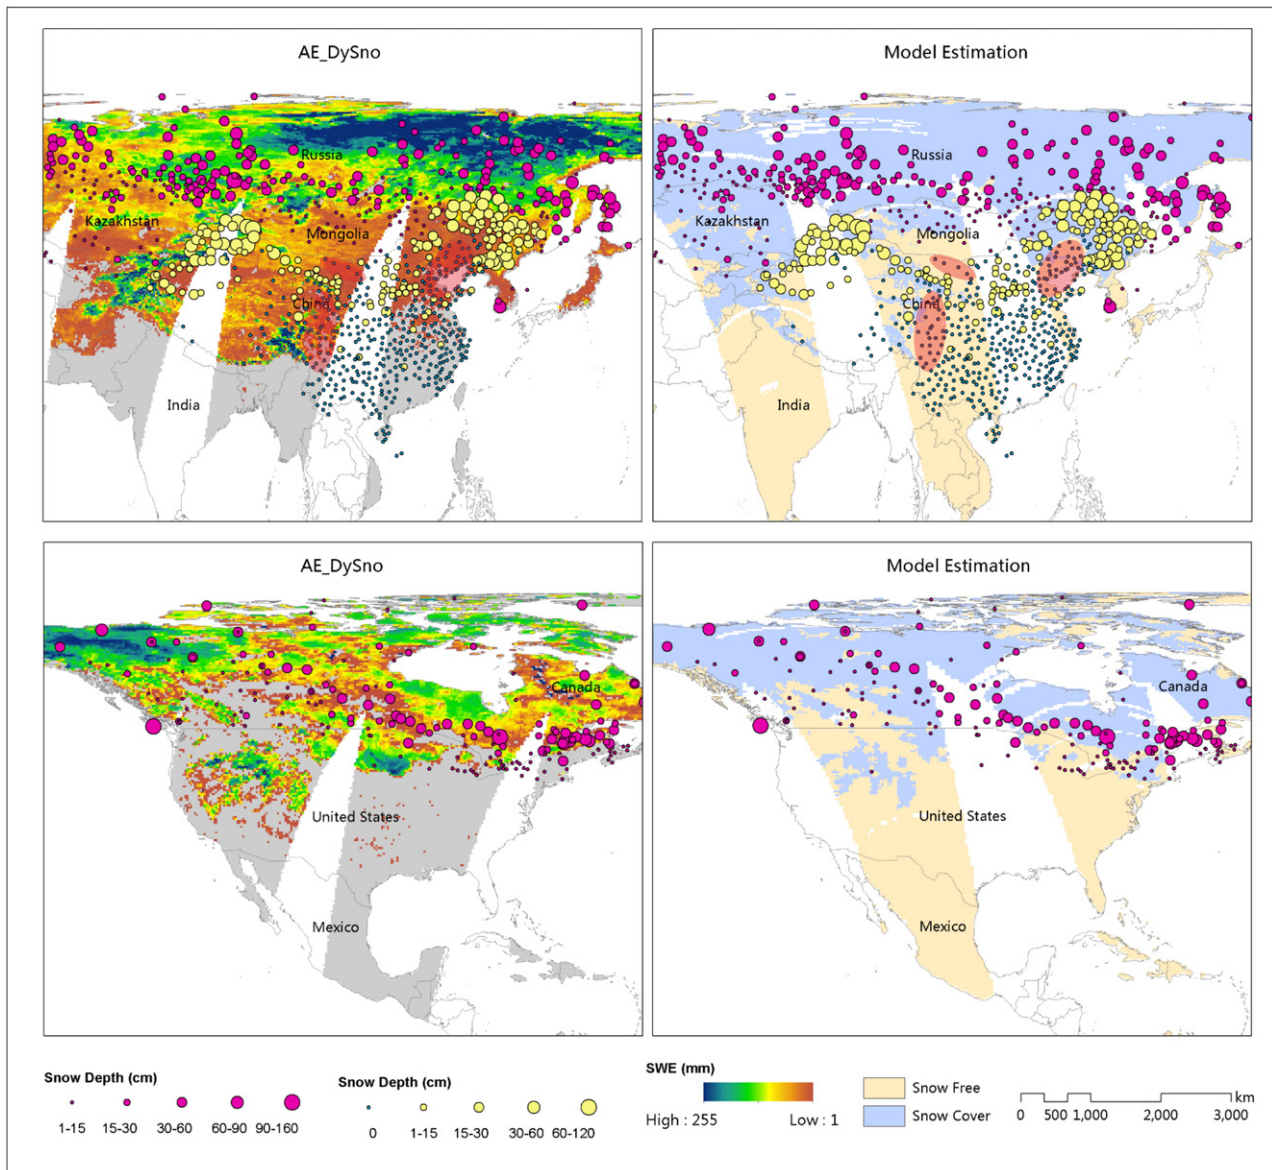 AE_DySno
Model Estimation
Russia
Kazakhstan
Mongolia
China
India
Russia
Kazakhstan
Mongolia
China
India
AE_DySno
Model Estimation
Canada
United States
Mexico
Canada
United States
Mexico
Snow Depth (cm)
1-15 15-30 30-60 60-90 90-160
Snow Depth (cm)
0 1-15 15-30 30-60 60-120
SWE (mm)
High : 255 Low : 1
Snow Free
Snow Cover
km
0 500 1,000 2,000 3,000